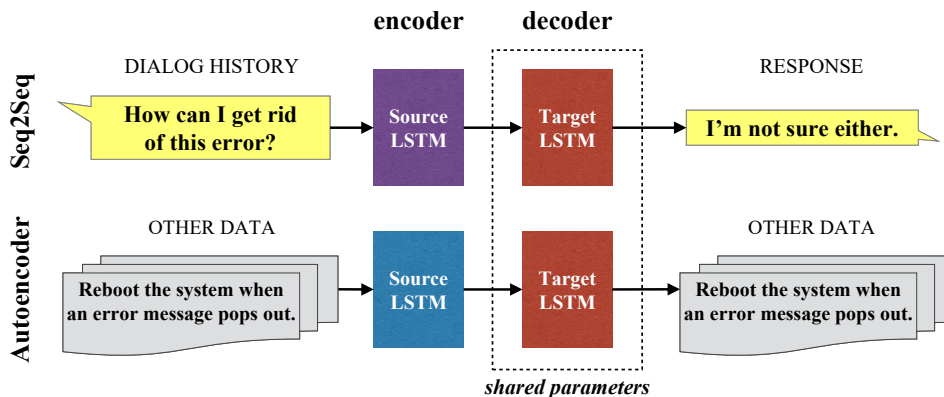 encoder
decoder
Seq2Seq
DIALOG HISTORY
RESPONSE
How can I get rid
of this error?
Source
LSTM
Target
LSTM
I'm not sure either.
Autoencoder
OTHER DATA
OTHER DATA
Reboot the system when
an error message pops out.
Source
LSTM
Target
LSTM
Reboot the system when
an error message pops out.
shared parameters